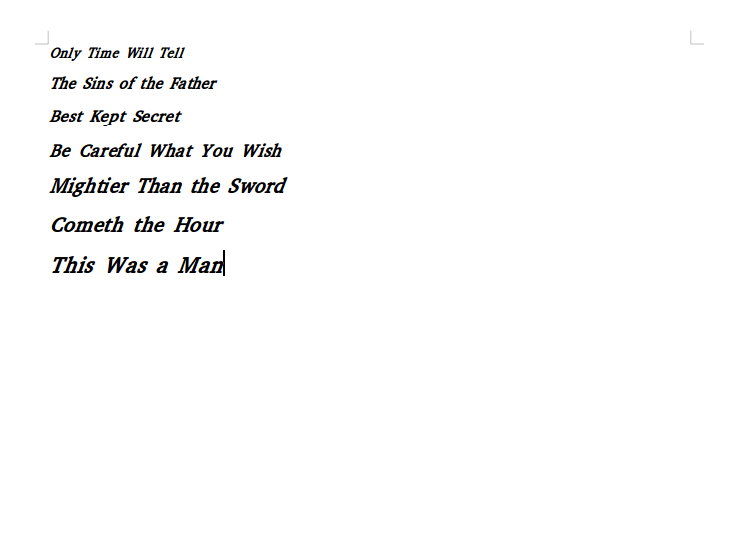 Only Time Will Tell
The Sins of the Father
Best Kept Secret
Be Careful What You Wish
Mightier Than the Sword
Cometh the Hour
This Was a Man